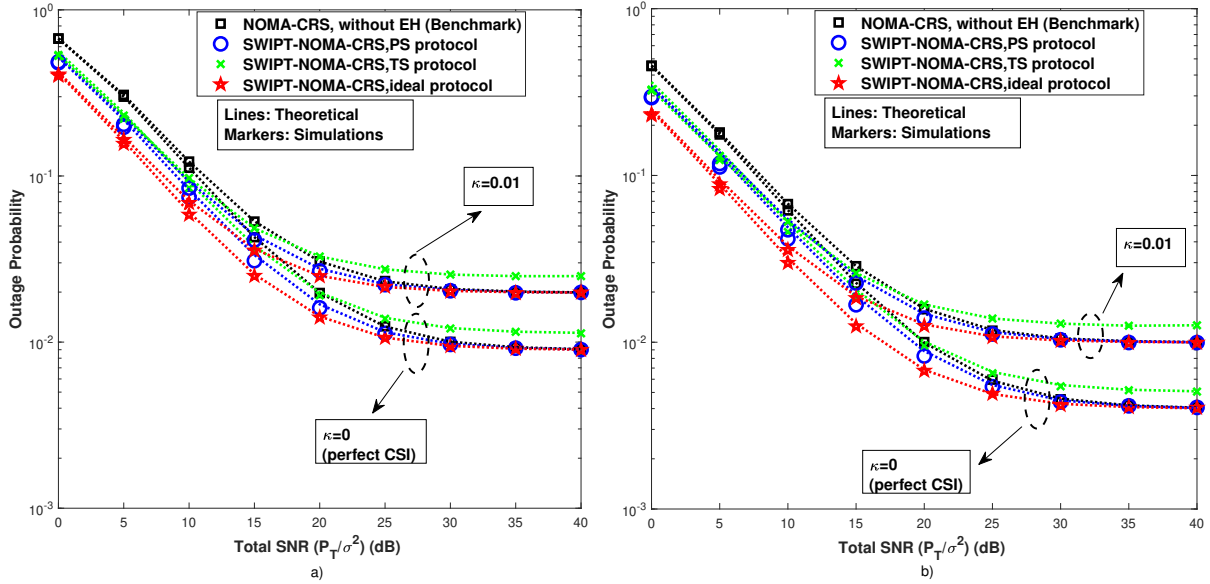 NOMA-CRS, without EH (Benchmark)
SWIPT-NOMA-CRS,PS protocol
SWIPT-NOMA-CRS,TS protocol
SWIPT-NOMA-CRS,ideal protocol
Lines: Theoretical
Markers: Simulations
κ=0.01
κ=0
(perfect CSI)
Outage Probability
10^0
10^-1
10^-2
10^-3
0 5 10 15 20 25 30 35 40
Total SNR (P_T/σ^2) (dB)
a)
NOMA-CRS, without EH (Benchmark)
SWIPT-NOMA-CRS,PS protocol
SWIPT-NOMA-CRS,TS protocol
SWIPT-NOMA-CRS,ideal protocol
Lines: Theoretical
Markers: Simulations
κ=0.01
κ=0
(perfect CSI)
Outage Probability
10^0
10^-1
10^-2
10^-3
0 5 10 15 20 25 30 35 40
Total SNR (P_T/σ^2) (dB)
b)